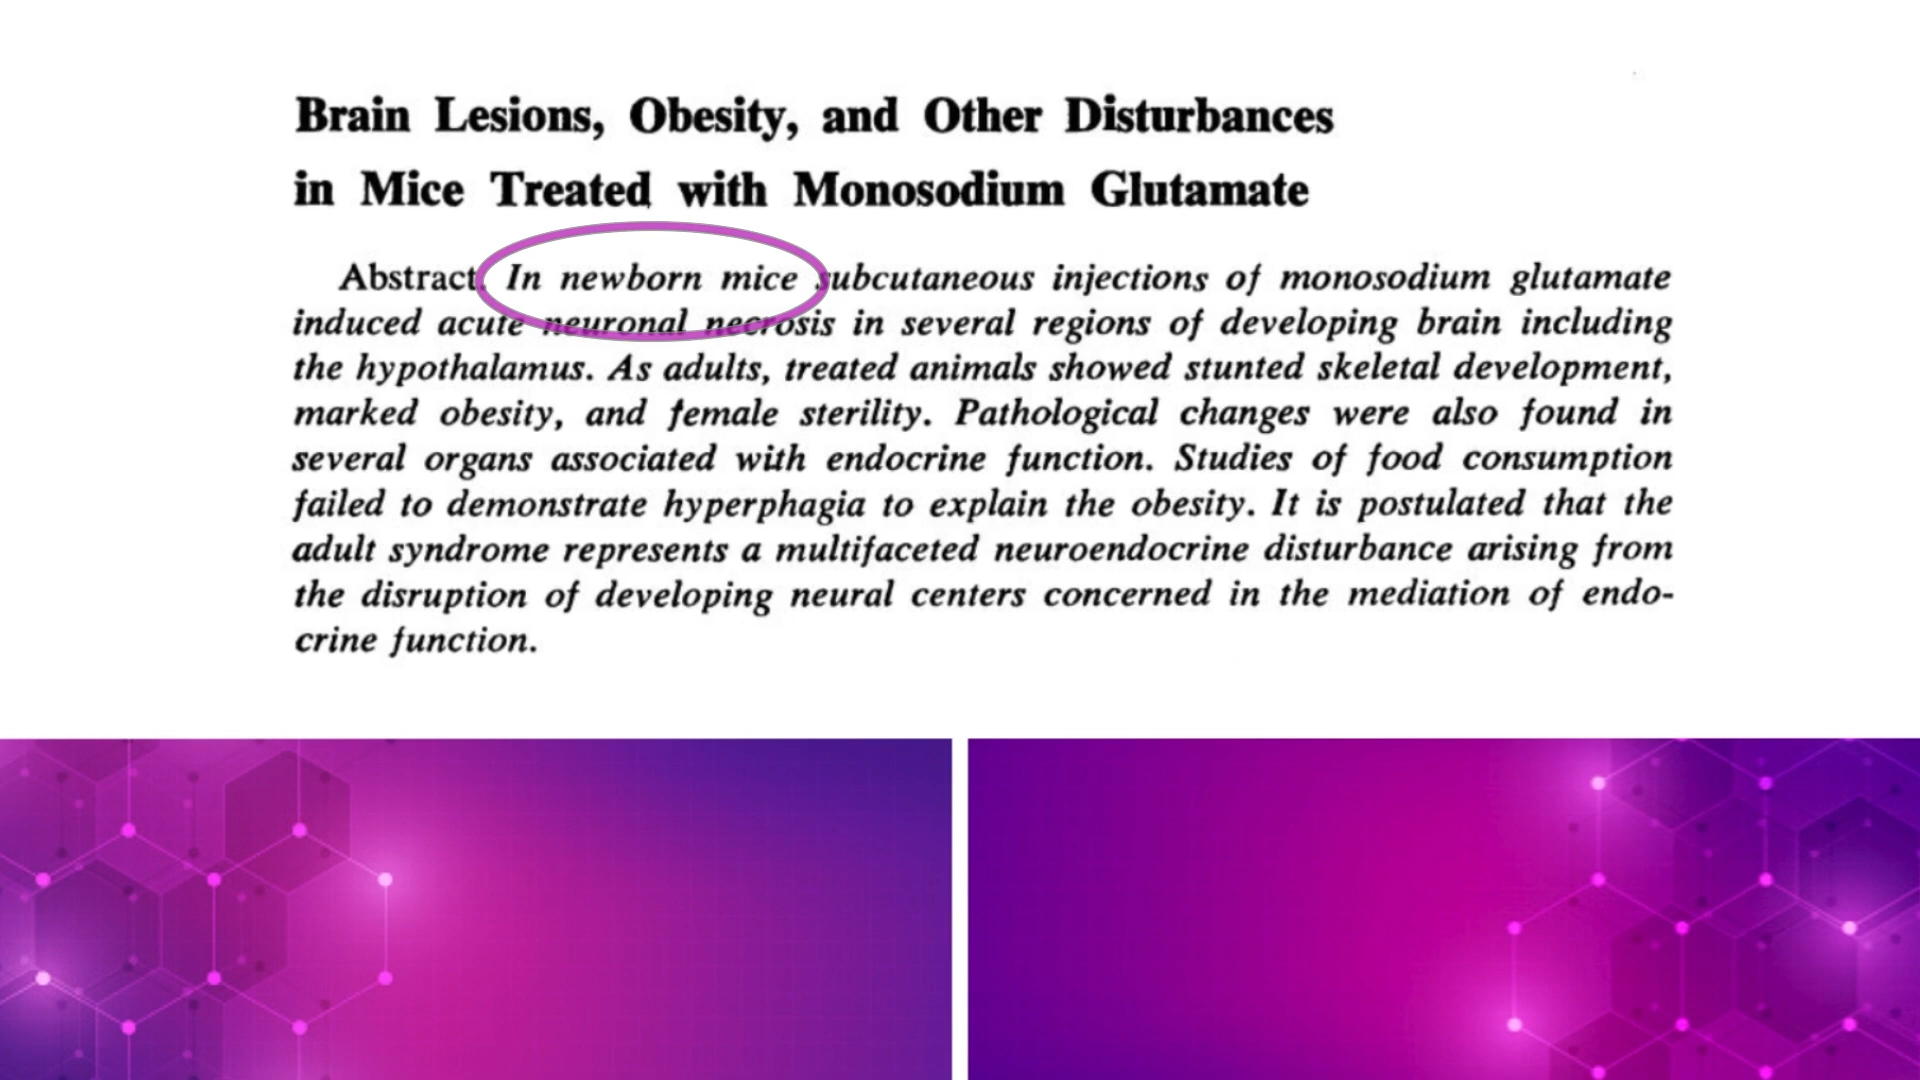 Brain Lesions, Obesity, and Other Disturbances
in Mice Treated with Monosodium Glutamate
Abstract. In newborn mice subcutaneous injections of monosodium glutamate
induced acute neuronal necrosis in several regions of developing brain including
the hypothalamus. As adults, treated animals showed stunted skeletal development,
marked obesity, and female sterility. Pathological changes were also found in
several organs associated with endocrine function. Studies of food consumption
failed to demonstrate hyperphagia to explain the obesity. It is postulated that the
adult syndrome represents a multifaceted neuroendocrine disturbance arising from
the disruption of developing neural centers concerned in the mediation of endo-
crine function.